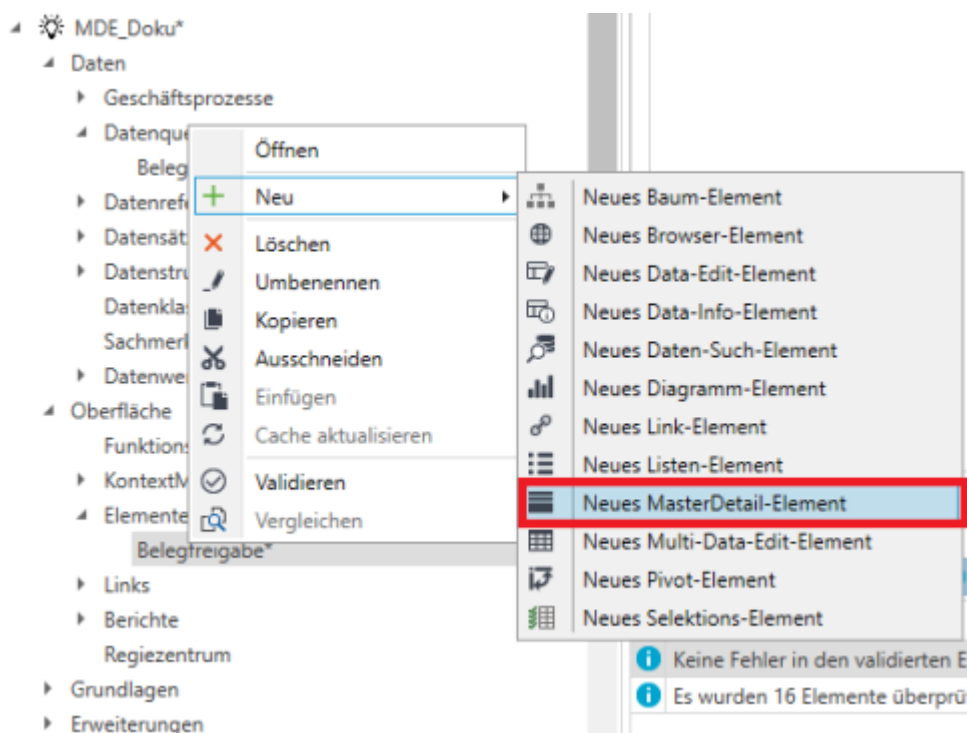 MDE_Doku*
Daten
Geschäftsprozesse
Datenque
Beleg
Datenrefe
Datensät
Datenstru
Datenkla
Sachmerl
Datenwe
Oberfläche
Funktions
KontextM
Elemente
Belegfreigabe*
Links
Berichte
Regiezentrum
Grundlagen
Erweiterungen
Öffnen
Neu
Löschen
Umbenennen
Kopieren
Ausschneiden
Einfügen
Cache aktualisieren
Validieren
Vergleichen
Neues Baum-Element
Neues Browser-Element
Neues Data-Edit-Element
Neues Data-Info-Element
Neues Daten-Such-Element
Neues Diagramm-Element
Neues Link-Element
Neues Listen-Element
Neues MasterDetail-Element
Neues Multi-Data-Edit-Element
Neues Pivot-Element
Neues Selektions-Element
Keine Fehler in den validierten E
Es wurden 16 Elemente überprü